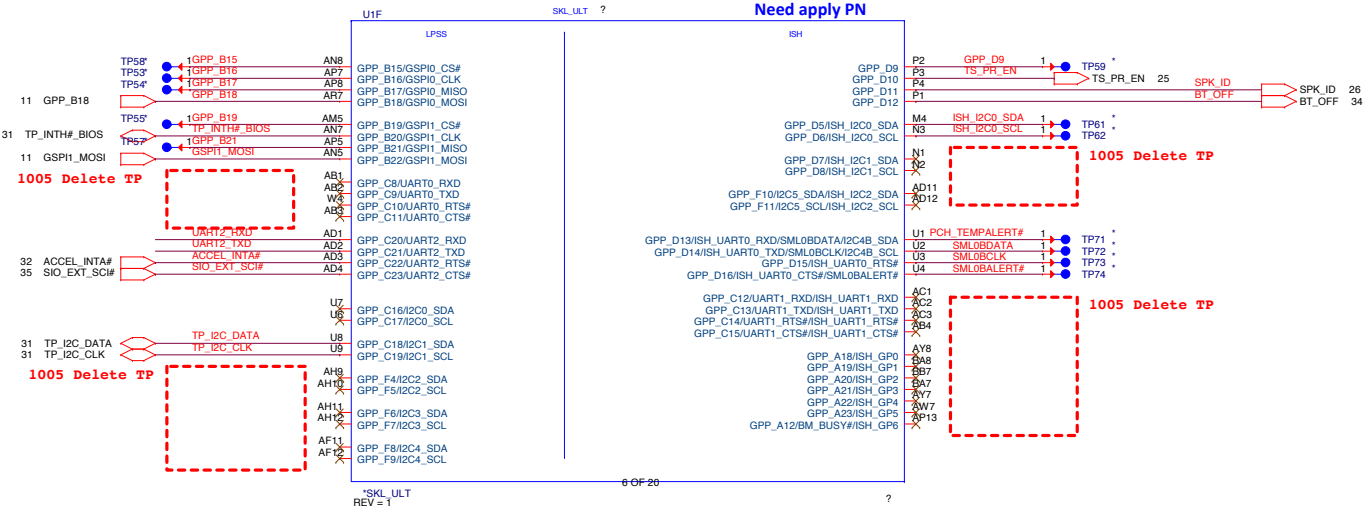 U1F
SKL_ULT ?
Need apply PN
LPSS
ISH
TP58* 1 GPP_B15 AN8 GPP_B15/GSPI0_CS#
TP53* 1 GPP_B16 AP7 GPP_B16/GSPI0_CLK
TP54* 1 GPP_B17 AP8 GPP_B17/GSPI0_MISO
11 GPP_B18 GPP_B18 AR7 GPP_B18/GSPI0_MOSI
TP55* 1 GPP_B19 AM5 GPP_B19/GSPI1_CS#
31 TP_INTH#_BIOS TP_INTH#_BIOS AN7 GPP_B20/GSPI1_CLK
TP57* 1 GPP_B21 AP5 GPP_B21/GSPI1_MISO
11 GSPI1_MOSI GSPI1_MOSI AN5 GPP_B22/GSPI1_MOSI
1005 Delete TP
AB1 GPP_C8/UART0_RXD
AB2 GPP_C9/UART0_TXD
W4 GPP_C10/UART0_RTS#
AB3 GPP_C11/UART0_CTS#
UART2_RXD AD1 GPP_C20/UART2_RXD
UART2_TXD AD2 GPP_C21/UART2_TXD
32 ACCEL_INTA# ACCEL_INTA# AD3 GPP_C22/UART2_RTS#
35 SIO_EXT_SCI# SIO_EXT_SCI# AD4 GPP_C23/UART2_CTS#
U7 GPP_C16/I2C0_SDA
U6 GPP_C17/I2C0_SCL
31 TP_I2C_DATA TP_I2C_DATA U8 GPP_C18/I2C1_SDA
31 TP_I2C_CLK TP_I2C_CLK U9 GPP_C19/I2C1_SCL
1005 Delete TP
AH9 GPP_F4/I2C2_SDA
AH10 GPP_F5/I2C2_SCL
AH11 GPP_F6/I2C3_SDA
AH12 GPP_F7/I2C3_SCL
AF11 GPP_F8/I2C4_SDA
AF12 GPP_F9/I2C4_SCL
GPP_D9 P2 GPP_D9 1 TP59 *
GPP_D10 P3 TS_PR_EN TS_PR_EN 25
GPP_D11 P4 SPK_ID SPK_ID 26
GPP_D12 P1 BT_OFF BT_OFF 34
GPP_D5/ISH_I2C0_SDA M4 ISH_I2C0_SDA 1 TP61 *
GPP_D6/ISH_I2C0_SCL N3 ISH_I2C0_SCL 1 TP62 *
GPP_D7/ISH_I2C1_SDA N1
GPP_D8/ISH_I2C1_SCL N2
1005 Delete TP
GPP_F10/I2C5_SDA/ISH_I2C2_SDA AD11
GPP_F11/I2C5_SCL/ISH_I2C2_SCL AD12
GPP_D13/ISH_UART0_RXD/SML0BDATA/I2C4B_SDA U1 PCH_TEMPALERT# 1 TP71 *
GPP_D14/ISH_UART0_TXD/SML0BCLK/I2C4B_SCL U2 SML0BDATA 1 TP72 *
GPP_D15/ISH_UART0_RTS# U3 SML0BCLK 1 TP73 *
GPP_D16/ISH_UART0_CTS#/SML0BALERT# U4 SML0BALERT# 1 TP74 *
GPP_C12/UART1_RXD/ISH_UART1_RXD AC1
GPP_C13/UART1_TXD/ISH_UART1_TXD AC2
GPP_C14/UART1_RTS#/ISH_UART1_RTS# AC3
GPP_C15/UART1_CTS#/ISH_UART1_CTS# AB4
1005 Delete TP
GPP_A18/ISH_GP0 AY8
GPP_A19/ISH_GP1 BA8
GPP_A20/ISH_GP2 BB7
GPP_A21/ISH_GP3 BA7
GPP_A22/ISH_GP4 AY7
GPP_A23/ISH_GP5 AW7
GPP_A12/BM_BUSY#/ISH_GP6 AP13
6 OF 20
*SKL_ULT
REV = 1
?